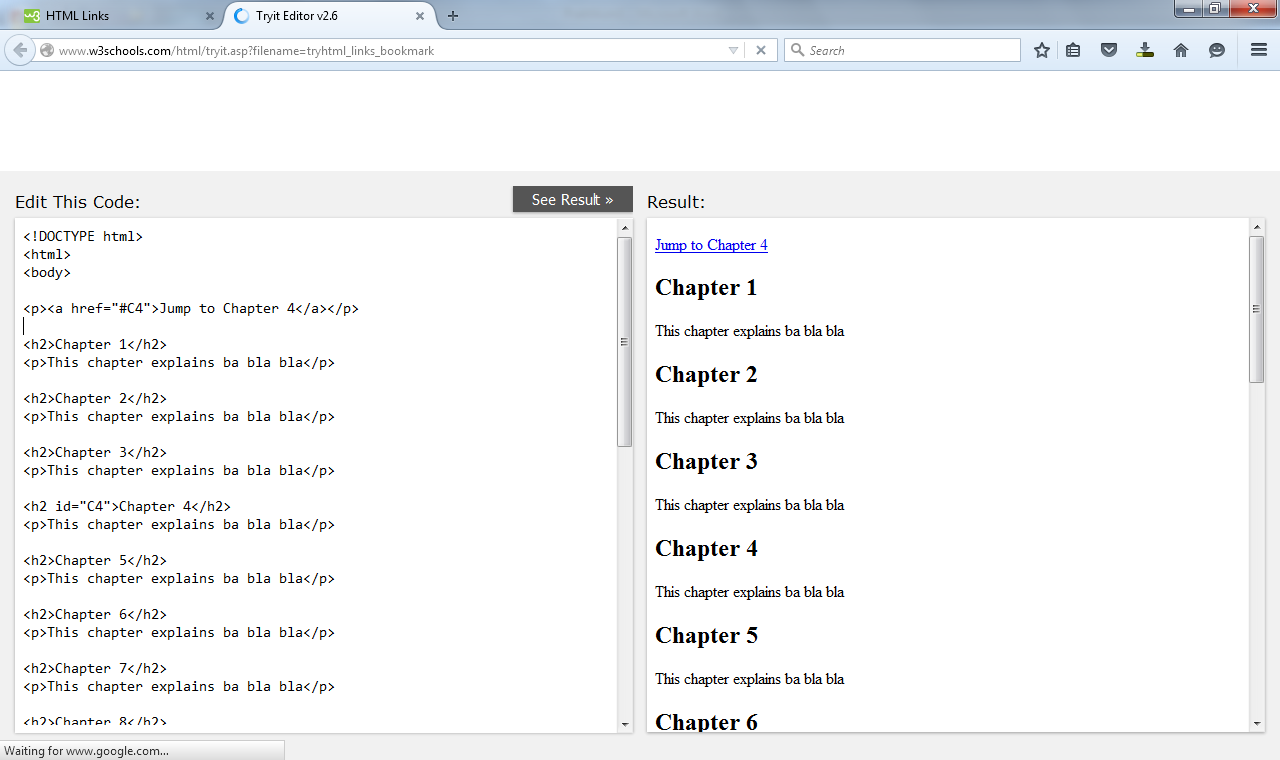 HTML Links
Tryit Editor v2.6
www.w3schools.com/html/tryit.asp?filename=tryhtml_links_bookmark
Search
Edit This Code:
See Result »
<!DOCTYPE html>
<html>
<body>
<p><a href="#C4">Jump to Chapter 4</a></p>
<h2>Chapter 1</h2>
<p>This chapter explains ba bla bla</p>
<h2>Chapter 2</h2>
<p>This chapter explains ba bla bla</p>
<h2>Chapter 3</h2>
<p>This chapter explains ba bla bla</p>
<h2 id="C4">Chapter 4</h2>
<p>This chapter explains ba bla bla</p>
<h2>Chapter 5</h2>
<p>This chapter explains ba bla bla</p>
<h2>Chapter 6</h2>
<p>This chapter explains ba bla bla</p>
<h2>Chapter 7</h2>
<p>This chapter explains ba bla bla</p>
<h2>Chapter 8</h2>
Result:
Jump to Chapter 4
Chapter 1
This chapter explains ba bla bla
Chapter 2
This chapter explains ba bla bla
Chapter 3
This chapter explains ba bla bla
Chapter 4
This chapter explains ba bla bla
Chapter 5
This chapter explains ba bla bla
Chapter 6
Waiting for www.google.com...